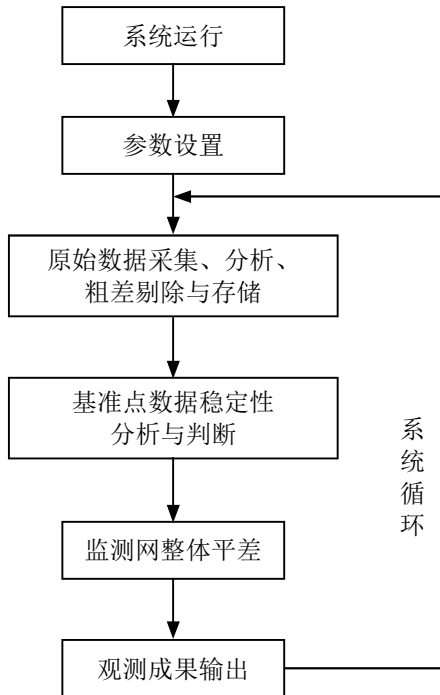 系统运行
参数设置
原始数据采集、分析、
粗差剔除与存储
基准点数据稳定性
分析与判断
监测网整体平差
观测成果输出
系统循环